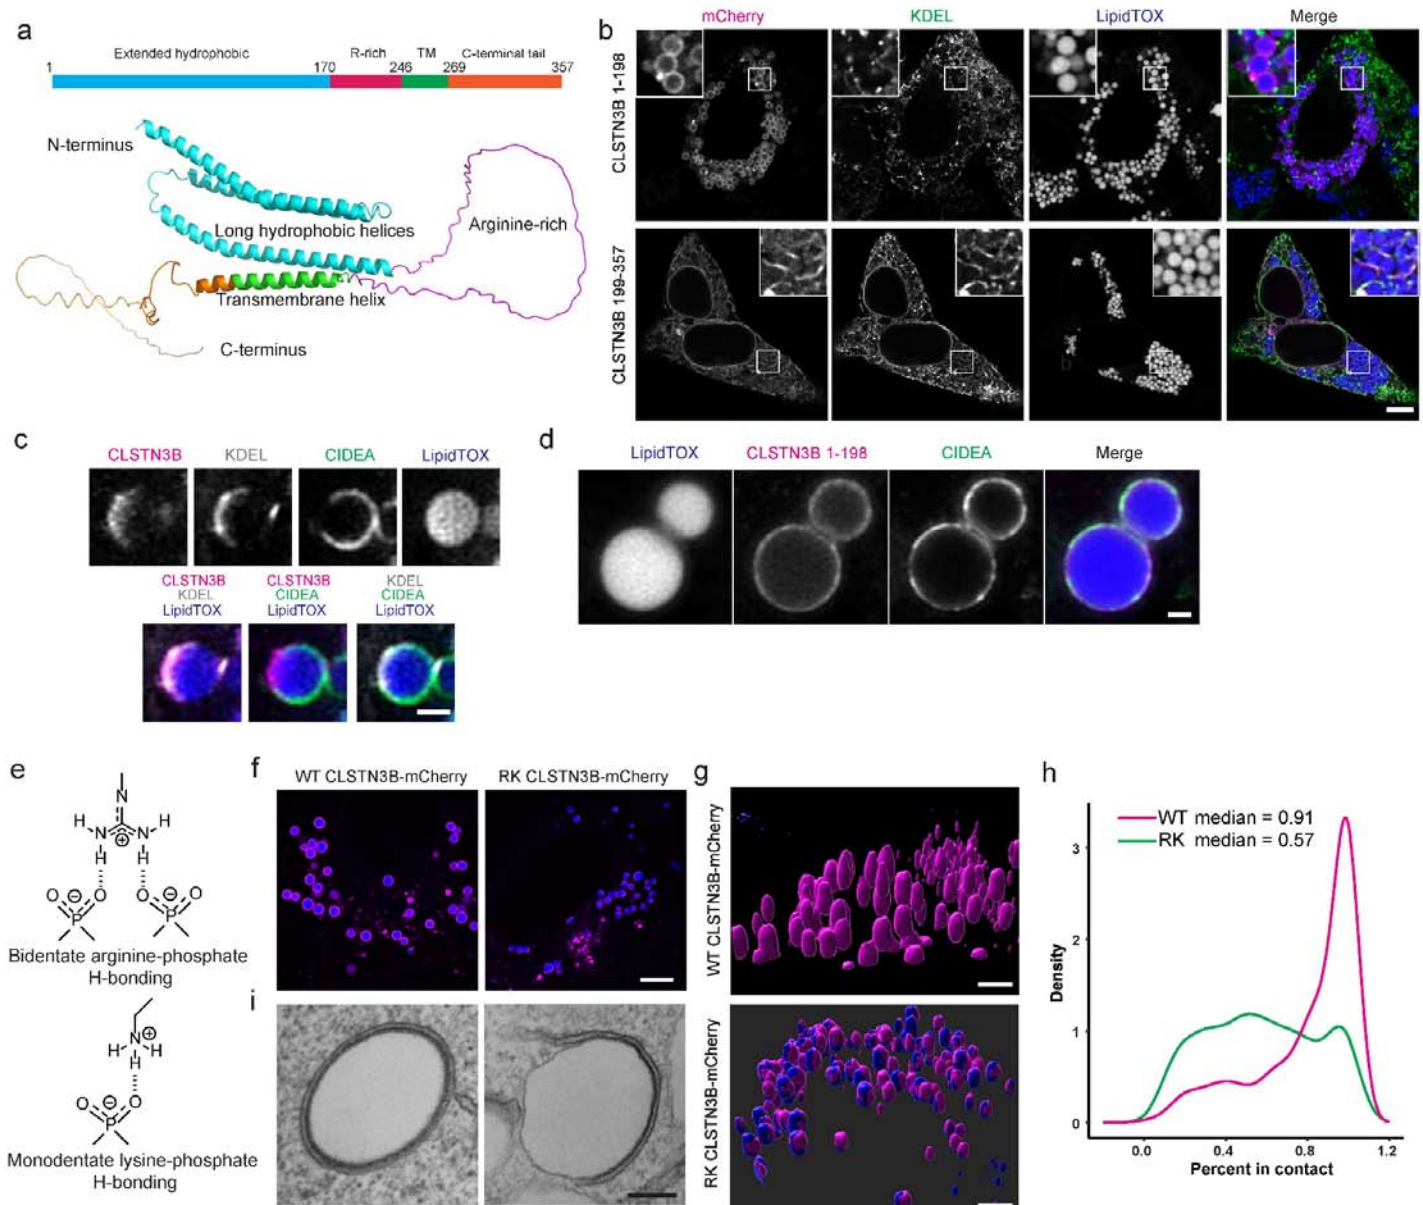 a
Extended hydrophobic R-rich TM C-terminal tail
1 170 246 269 357
N-terminus
Long hydrophobic helices
Arginine-rich
Transmembrane helix
C-terminus
b
mCherry KDEL LipidTOX Merge
CLSTN3B 1-198
CLSTN3B 199-357
c
CLSTN3B KDEL CIDEA LipidTOX
CLSTN3B CLSTN3B KDEL
KDEL CIDEA CIDEA
LipidTOX LipidTOX LipidTOX
d
LipidTOX CLSTN3B 1-198 CIDEA Merge
e
N
H N N H
H H
O O O O
P P
Bidentate arginine-phosphate
H-bonding
H N H
H
O O
P
Monodentate lysine-phosphate
H-bonding
f
WT CLSTN3B-mCherry RK CLSTN3B-mCherry
g
WT CLSTN3B-mCherry
RK CLSTN3B-mCherry
h
WT median = 0.91
RK median = 0.57
Density
3
2
1
0
0.0 0.4 0.8 1.2
Percent in contact
i